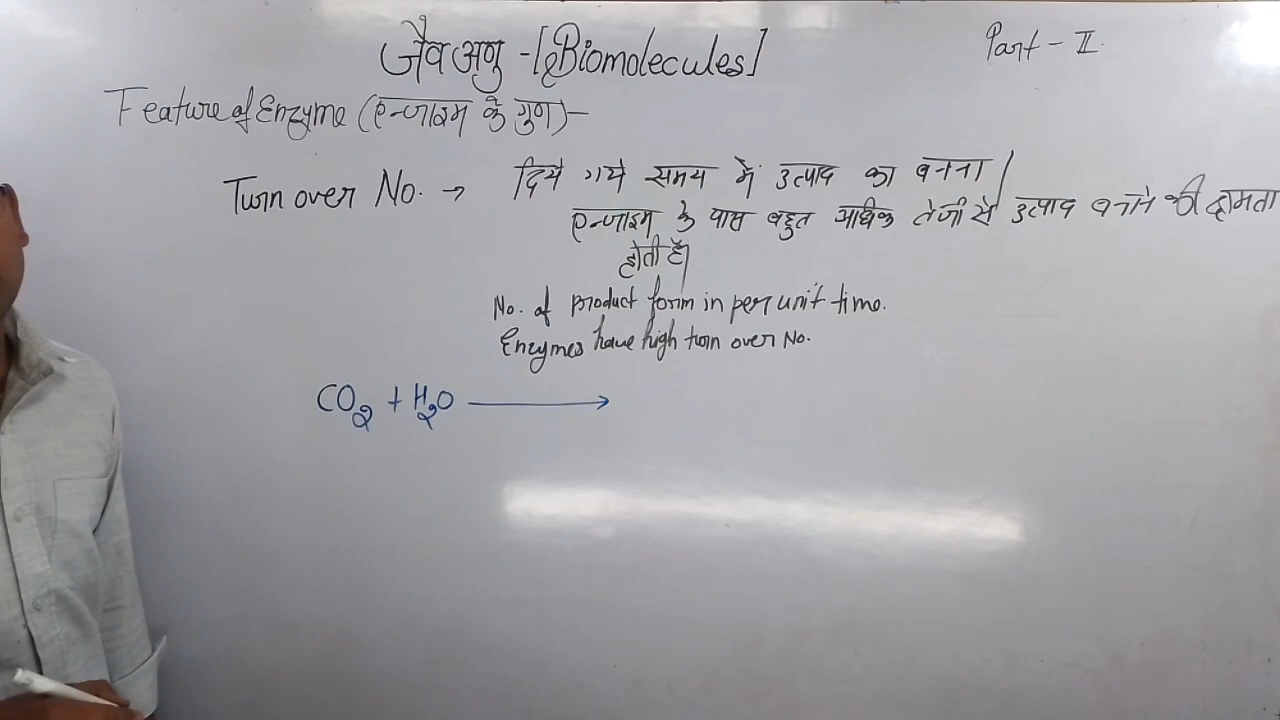 जैव अणु -[Biomolecules]
Part - II.
Feature of Enzyme (एन्जाइम के गुण)-
Turn over No. → दिये गये समय में उत्पाद का बनना।
एन्जाइम के पास बहुत अधिक तेजी से उत्पाद बनाने की क्षमता
होती है।
No. of product form in per unit time.
Enzymes have high turn over No.
CO₂ + H₂O ⟶